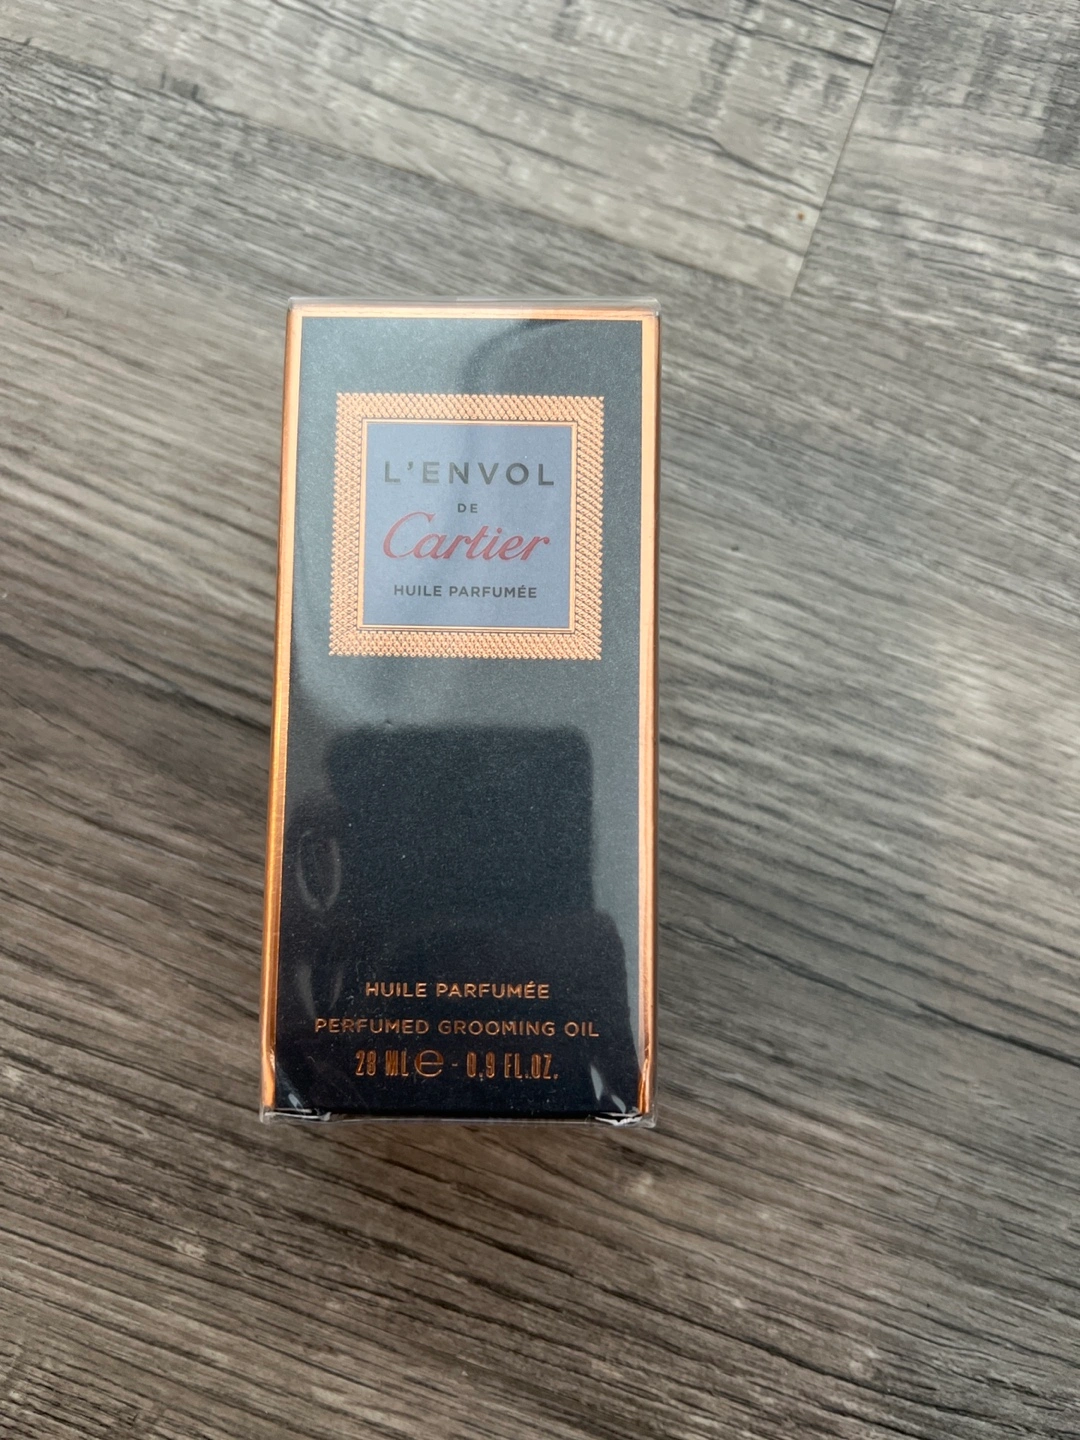 L'ENVOL
DE
Cartier
HUILE PARFUMÉE
HUILE PARFUMÉE
PERFUMED GROOMING OIL
28 ML ℮ - 0,9 FL.OZ.